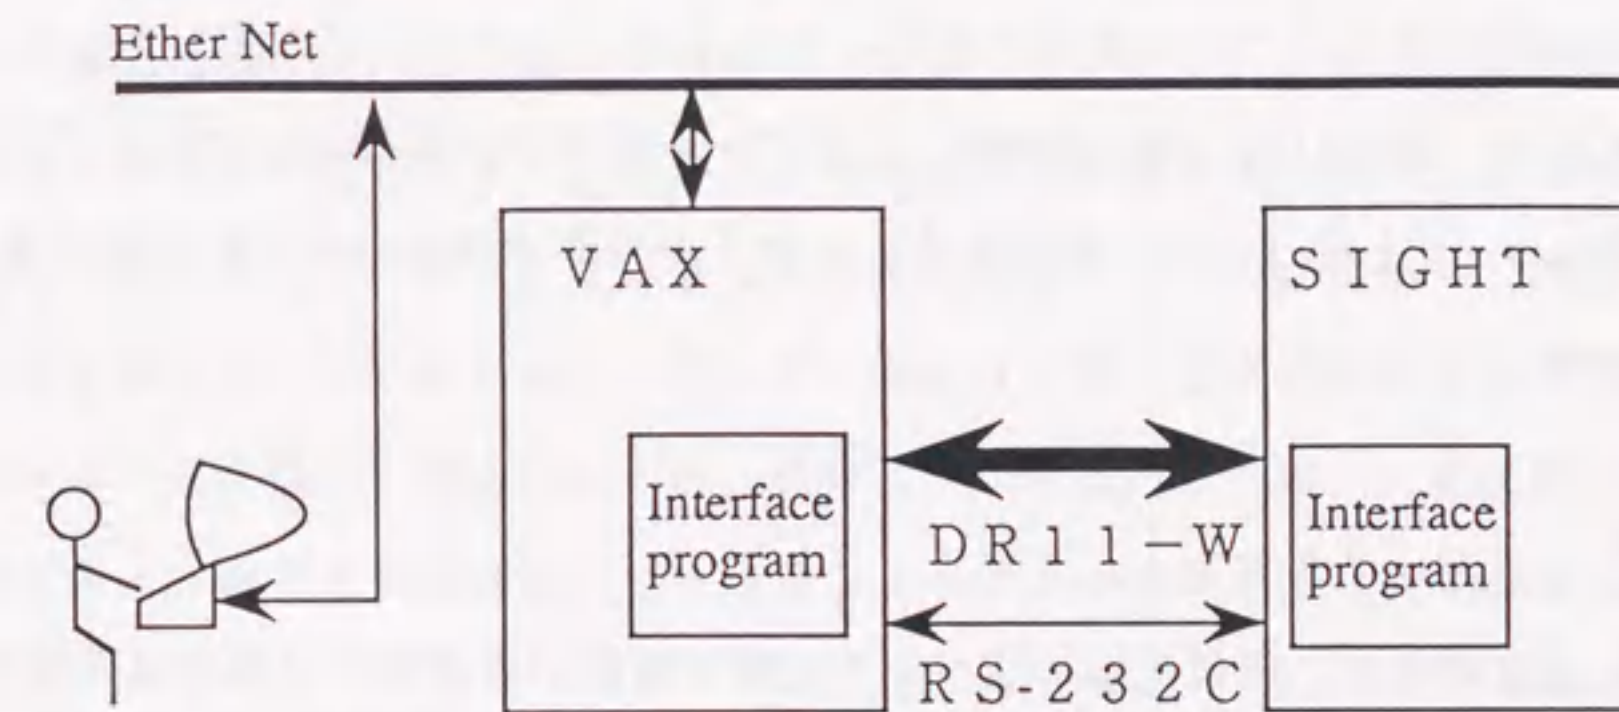 Ether Net
VAX
SIGHT
Interface
program
DR11-W
Interface
program
RS-232C